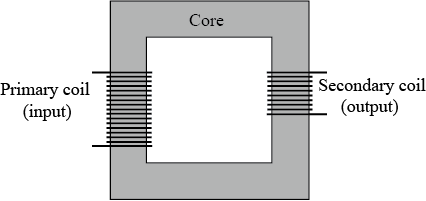 Core
Primary coil
(input)
Secondary coil
(output)